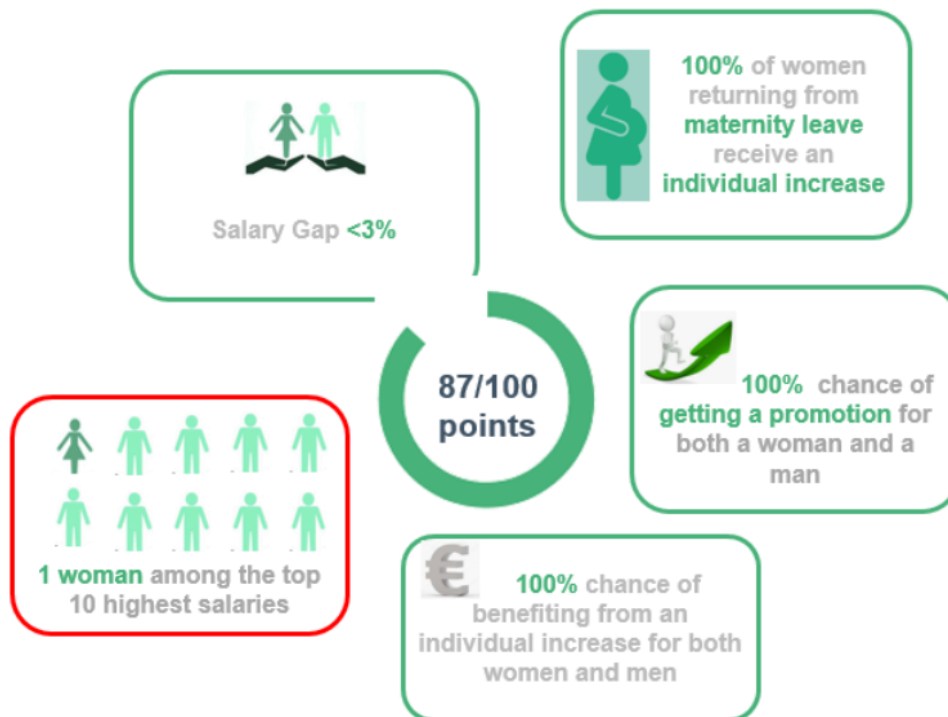 100% of women
returning from
maternity leave
receive an
individual increase
Salary Gap <3%
87/100
points
100% chance of
getting a promotion for
both a woman and a
man
1 woman among the top
10 highest salaries
€ 100% chance of
benefiting from an
individual increase for both
women and men